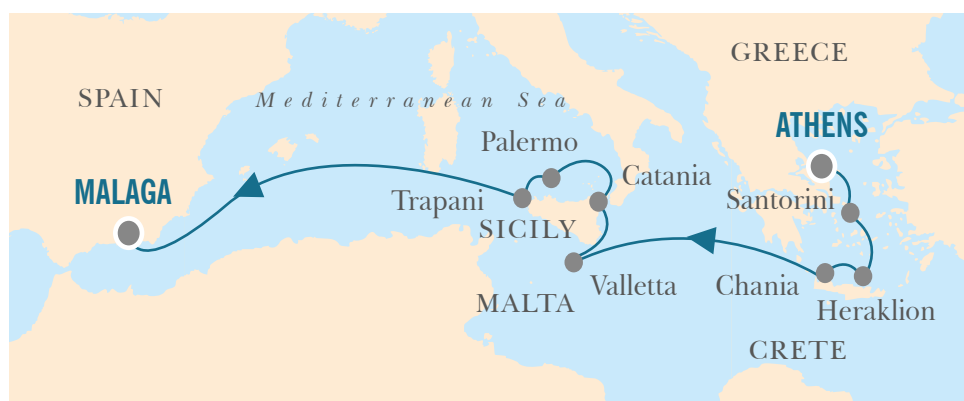 GREECE
SPAIN
Mediterranean Sea
ATHENS
Palermo
Catania
MALAGA
Trapani
Santorini
SICILY
Valletta
Chania
MALTA
Heraklion
CRETE